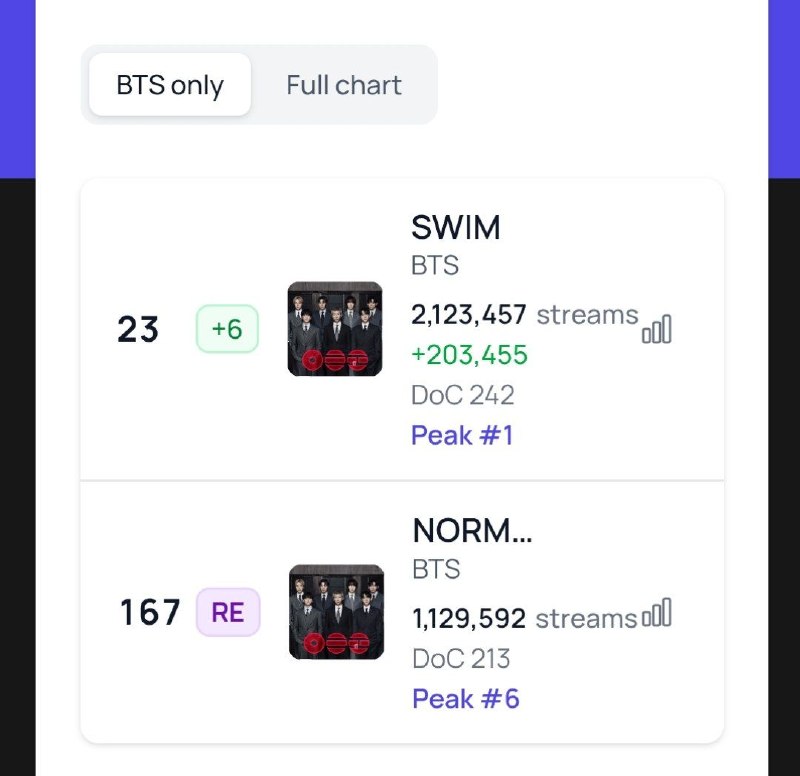 BTS only Full chart
SWIM
BTS
23 +6
2,123,457 streams
+203,455
DoC 242
Peak #1
NORM...
BTS
167 RE
1,129,592 streams
DoC 213
Peak #6